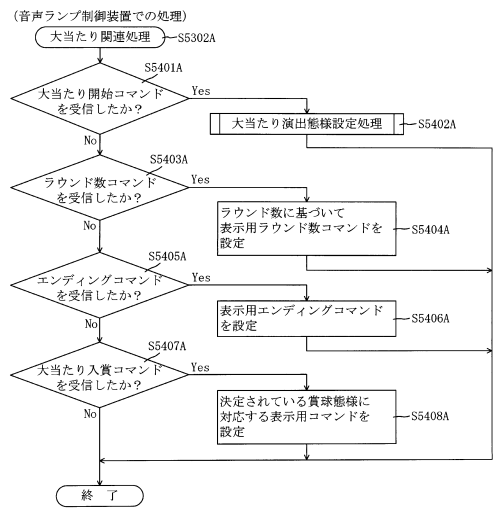 (音声ランプ制御装置での処理)
大当たり関連処理
S5302A
S5401A
大当たり開始コマンド
を受信したか?
Yes
No
大当たり演出態様設定処理
S5402A
S5403A
ラウンド数コマンド
を受信したか?
Yes
No
ラウンド数に基づいて
表示用ラウンド数コマンドを
設定
S5404A
S5405A
エンディングコマンド
を受信したか?
Yes
No
表示用エンディングコマンド
を設定
S5406A
S5407A
大当たり入賞コマンド
を受信したか?
Yes
No
決定されている賞球態様に
対応する表示用コマンドを
設定
S5408A
終 了